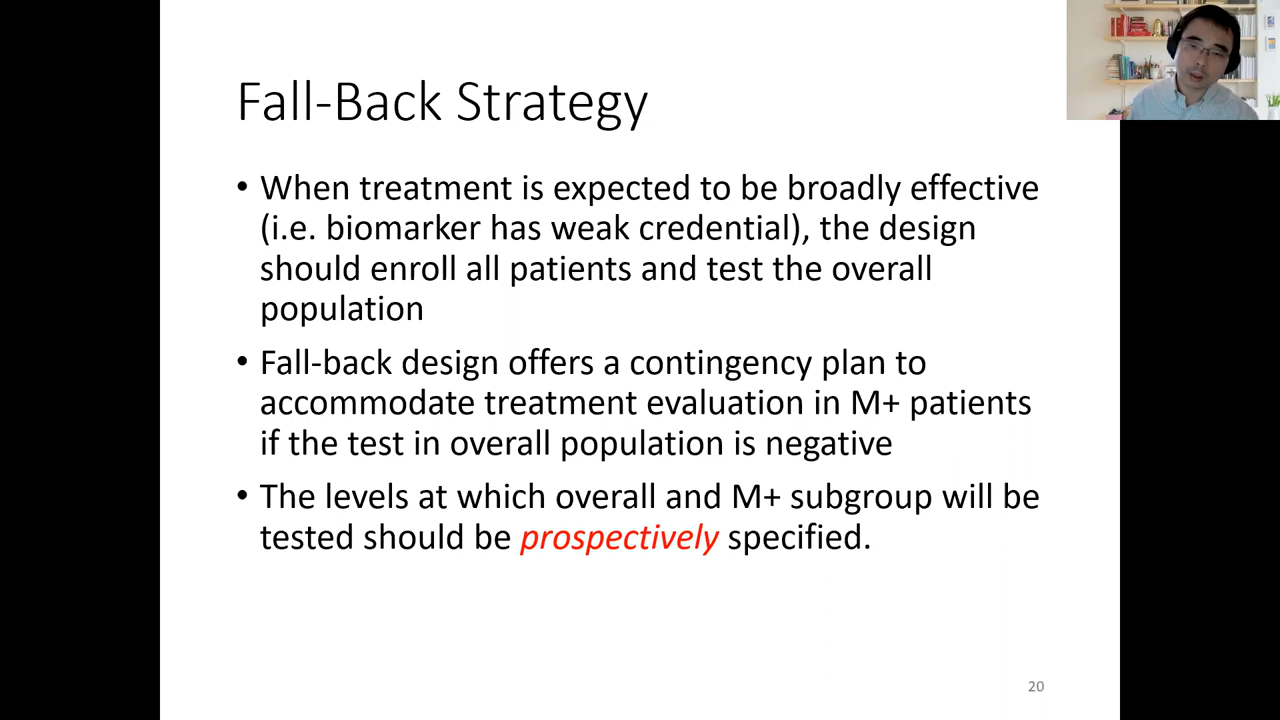 Fall-Back Strategy
• When treatment is expected to be broadly effective
(i.e. biomarker has weak credential), the design
should enroll all patients and test the overall
population
• Fall-back design offers a contingency plan to
accommodate treatment evaluation in M+ patients
if the test in overall population is negative
• The levels at which overall and M+ subgroup will be
tested should be prospectively specified.
20